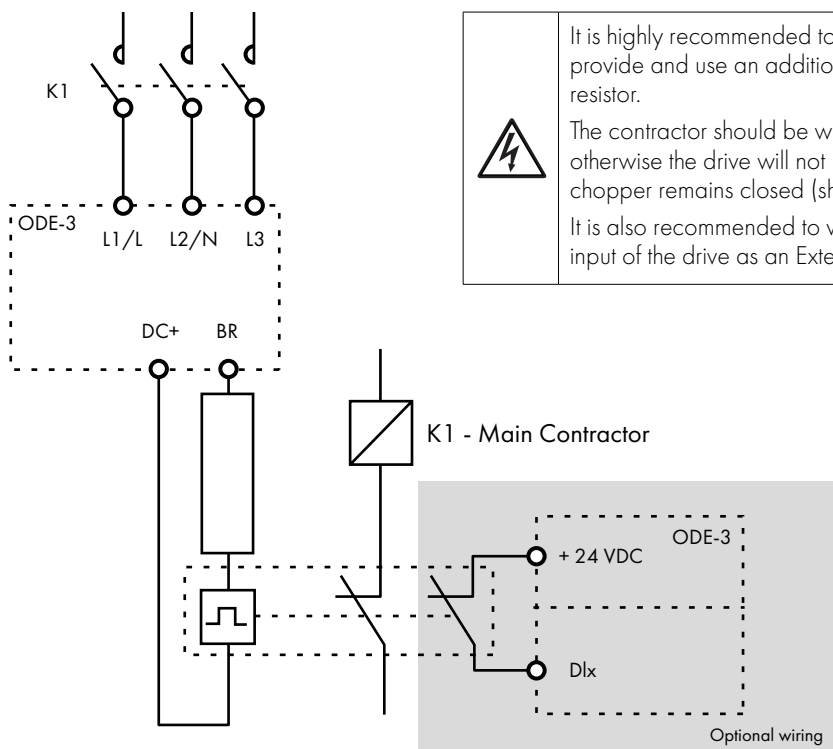 K1
ODE-3
L1/L L2/N L3
DC+ BR
It is highly recommended to
provide and use an additio
resistor.
The contractor should be w
otherwise the drive will not
chopper remains closed (sh
It is also recommended to v
input of the drive as an Exte
K1 - Main Contractor
ODE-3
+ 24 VDC
Dlx
Optional wiring